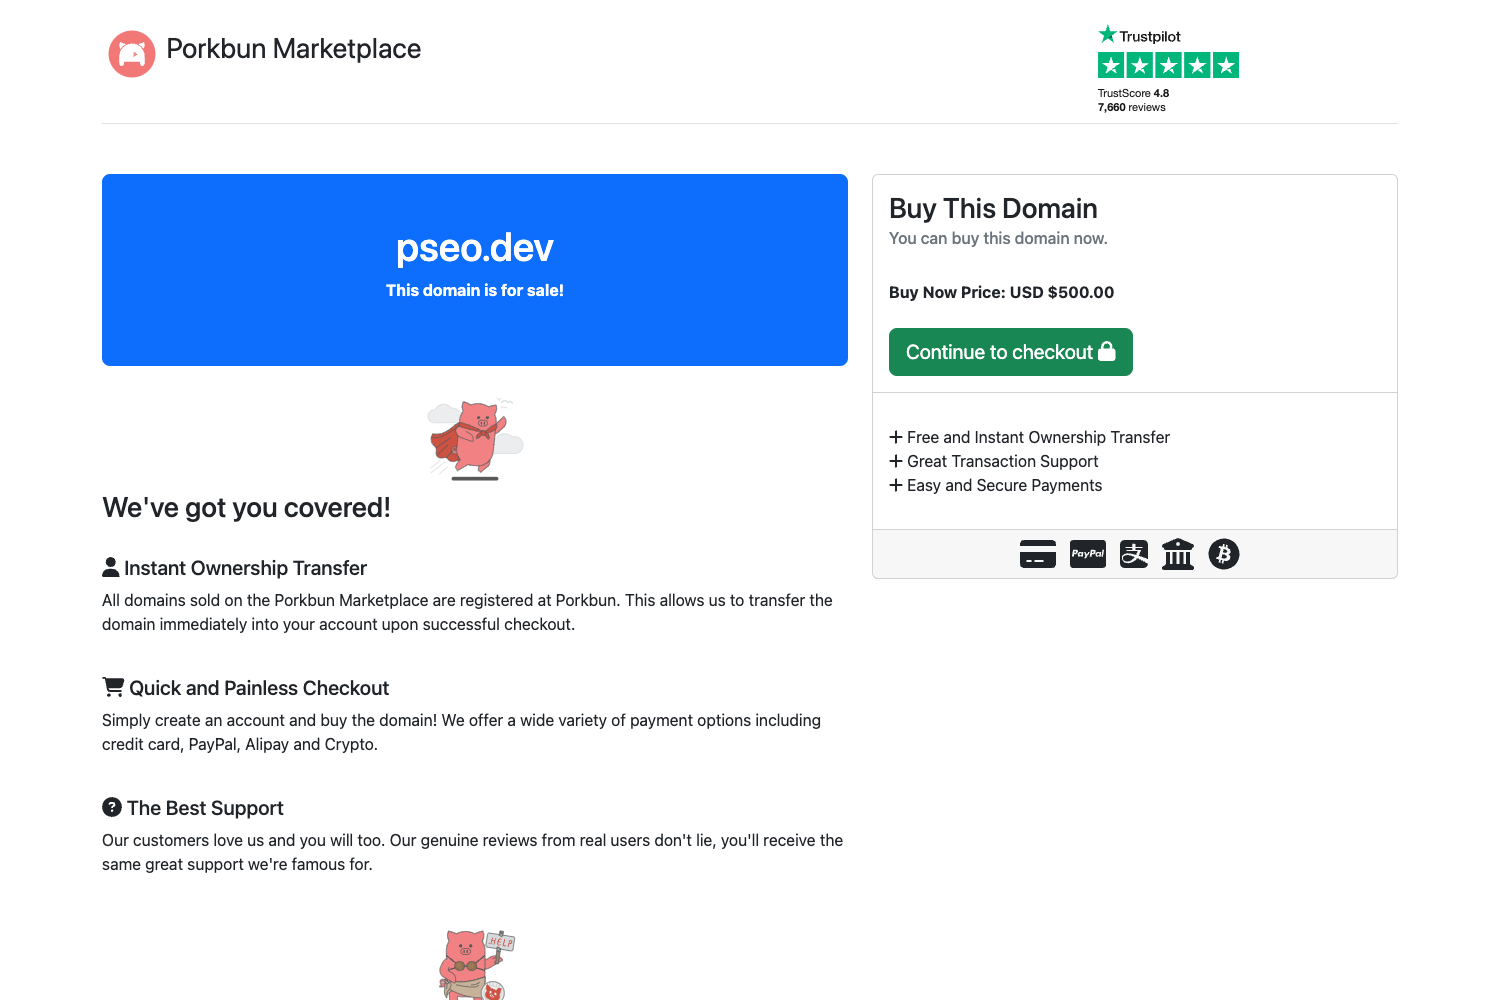 Porkbun Marketplace
Trustpilot
TrustScore 4.8
7,660 reviews
pseo.dev
This domain is for sale!
Buy This Domain
You can buy this domain now.
Buy Now Price: USD $500.00
Continue to checkout
Free and Instant Ownership Transfer
Great Transaction Support
Easy and Secure Payments
PayPal
We've got you covered!
Instant Ownership Transfer
All domains sold on the Porkbun Marketplace are registered at Porkbun. This allows us to transfer the
domain immediately into your account upon successful checkout.
Quick and Painless Checkout
Simply create an account and buy the domain! We offer a wide variety of payment options including
credit card, PayPal, Alipay and Crypto.
The Best Support
Our customers love us and you will too. Our genuine reviews from real users don't lie, you'll receive the
same great support we're famous for.
HELP